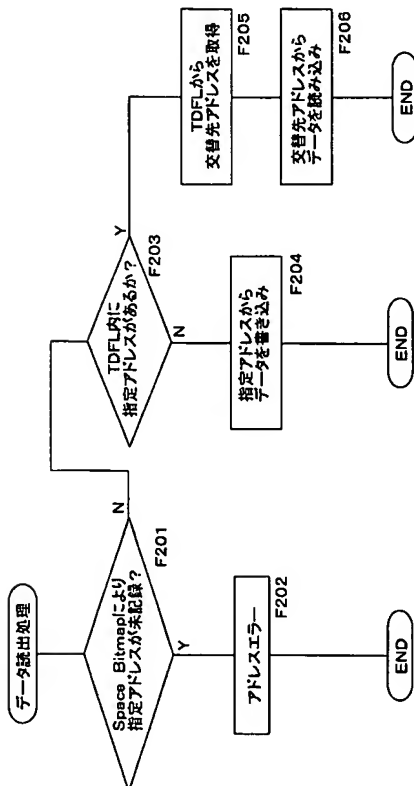 データ読出処理
Space Bitmapにより
指定アドレスが未記録？
F201
N
Y
アドレスエラー
F202
END
TDFL内に
指定アドレスがあるか？
F203
Y
N
指定アドレスから
データを書き込み
F204
END
TDFLから
交替先アドレスを取得
F205
交替先アドレスから
データを読み込み
F206
END